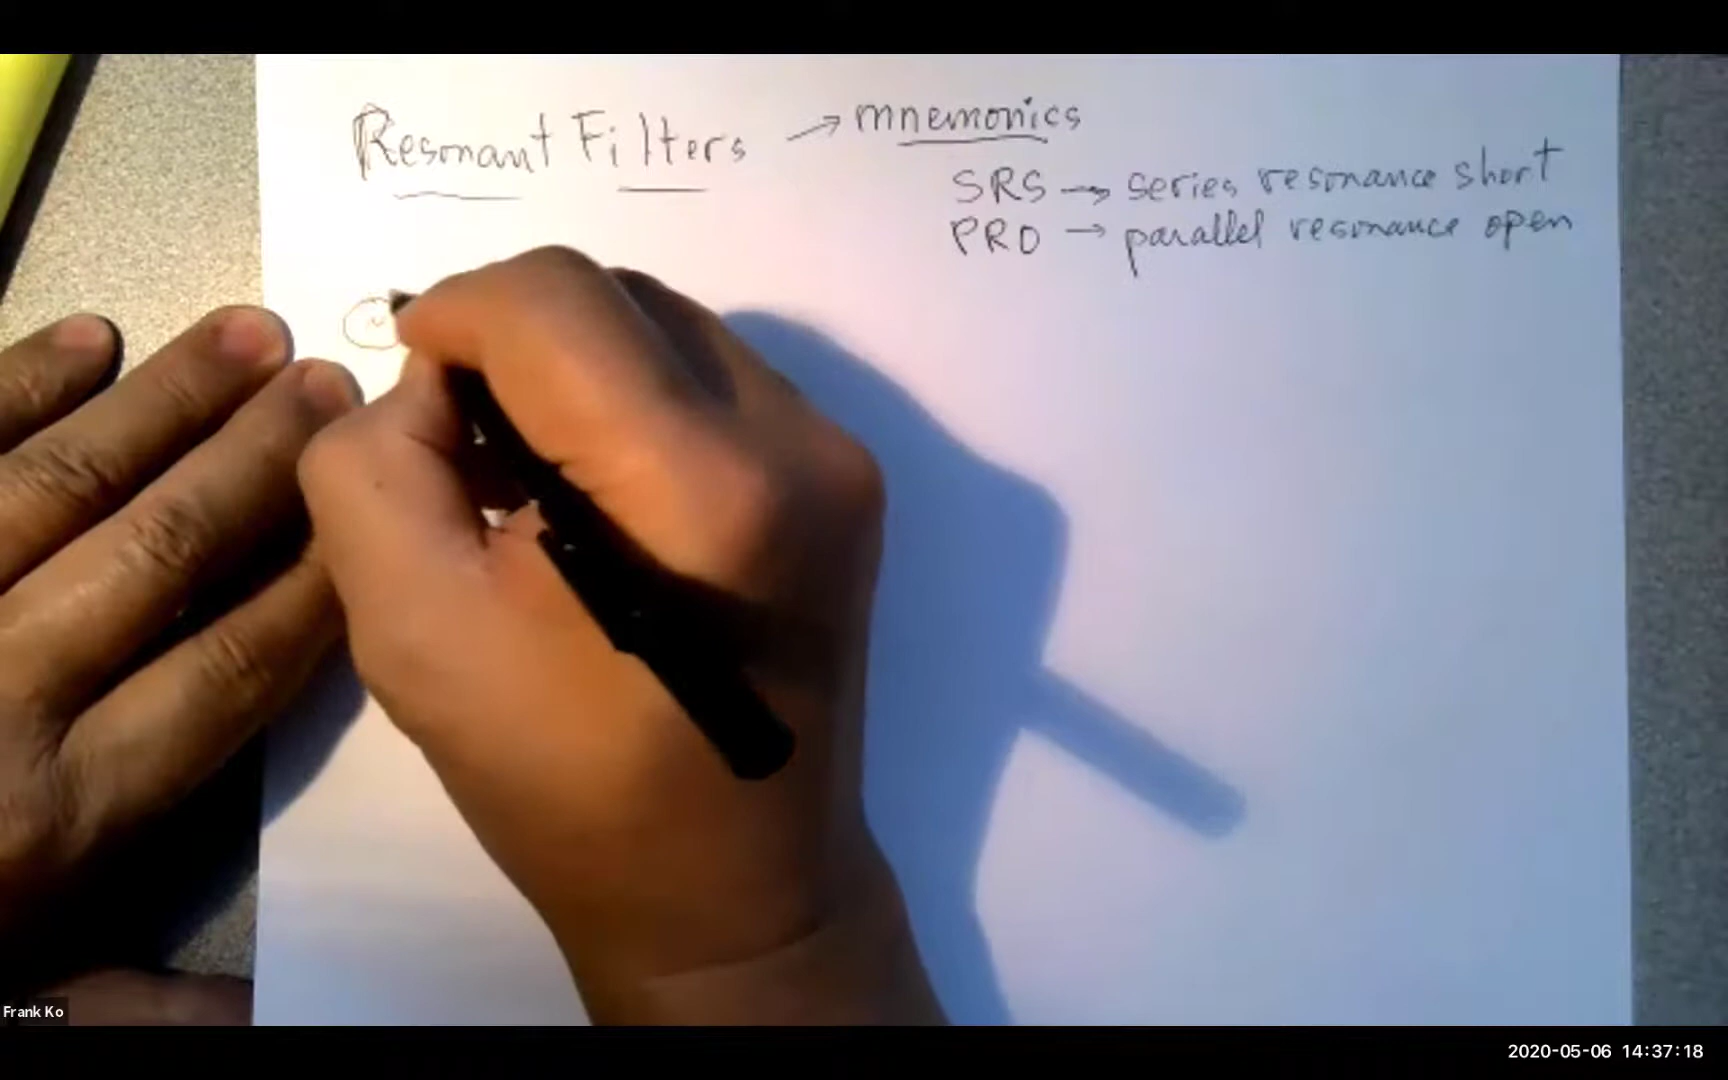 Resonant Filters → mnemonics
SRS → series resonance short
PRO → parallel resonance open
Frank Ko
2020-05-06 14:37:18